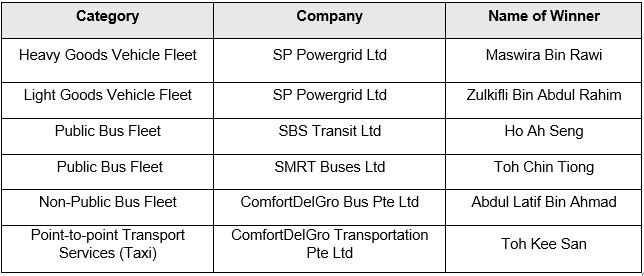 Category Company Name of Winner
Heavy Goods Vehicle Fleet SP Powergrid Ltd Maswira Bin Rawi
Light Goods Vehicle Fleet SP Powergrid Ltd Zulkifli Bin Abdul Rahim
Public Bus Fleet SBS Transit Ltd Ho Ah Seng
Public Bus Fleet SMRT Buses Ltd Toh Chin Tiong
Non-Public Bus Fleet ComfortDelGro Bus Pte Ltd Abdul Latif Bin Ahmad
Point-to-point Transport
Services (Taxi)
ComfortDelGro Transportation
Pte Ltd
Toh Kee San